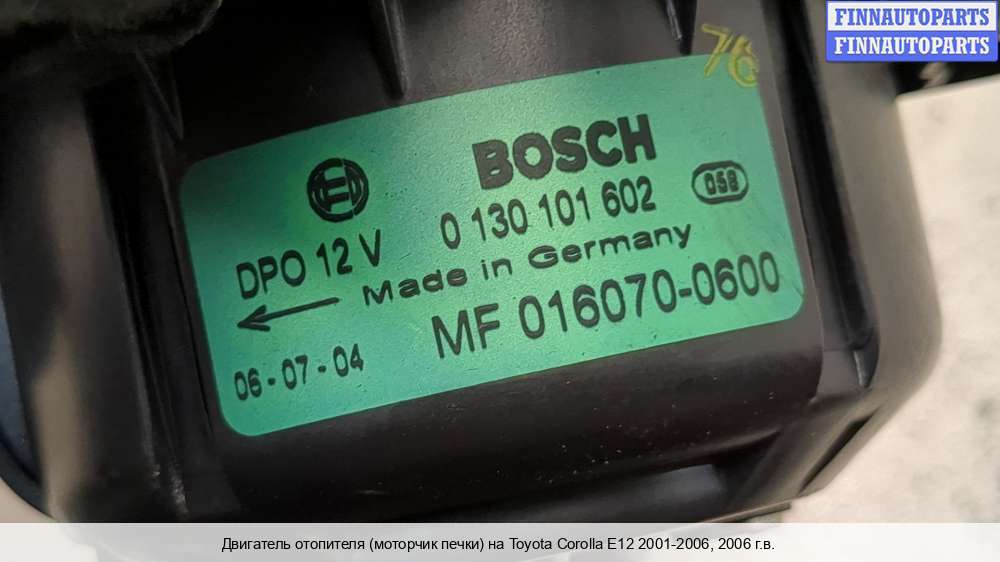 FINNAUTOPARTS
FINNAUTOPARTS
76
BOSCH
0 130 101 602
058
DPO 12 V
Made in Germany
MF 016070-0600
06-07-04
Двигатель отопителя (моторчик печки) на Toyota Corolla E12 2001-2006, 2006 г.в.